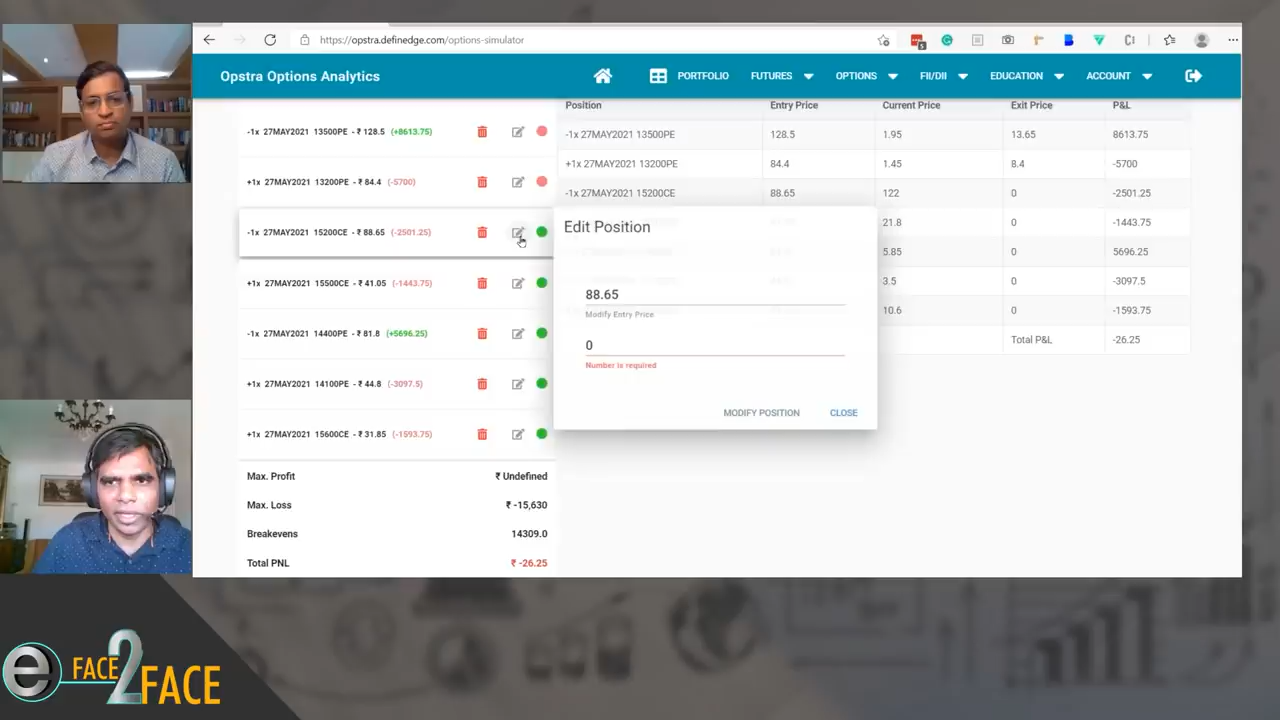 https://opstra.definedge.com/options-simulator
5
Opstra Options Analytics
PORTFOLIO
FUTURES
OPTIONS
FII/DII
EDUCATION
ACCOUNT
-1x 27MAY2021 13500PE - ₹ 128.5 (+8613.75)
+1x 27MAY2021 13200PE - ₹ 84.4 (-5700)
-1x 27MAY2021 15200CE - ₹ 88.65 (-2501.25)
+1x 27MAY2021 15500CE - ₹ 41.05 (-1443.75)
-1x 27MAY2021 14400PE - ₹ 81.8 (+5696.25)
+1x 27MAY2021 14100PE - ₹ 44.8 (-3097.5)
+1x 27MAY2021 15600CE - ₹ 31.85 (-1593.75)
Max. Profit ₹ Undefined
Max. Loss ₹ -15,630
Breakevens 14309.0
Total PNL ₹ -26.25
Position Entry Price Current Price Exit Price P&L
-1x 27MAY2021 13500PE 128.5 1.95 13.65 8613.75
+1x 27MAY2021 13200PE 84.4 1.45 8.4 -5700
-1x 27MAY2021 15200CE 88.65 122 0 -2501.25
21.8 0 -1443.75
5.85 0 5696.25
3.5 0 -3097.5
10.6 0 -1593.75
Total P&L -26.25
Edit Position
88.65
Modify Entry Price
0
Number is required
MODIFY POSITION
CLOSE
e
FACE
2
FACE